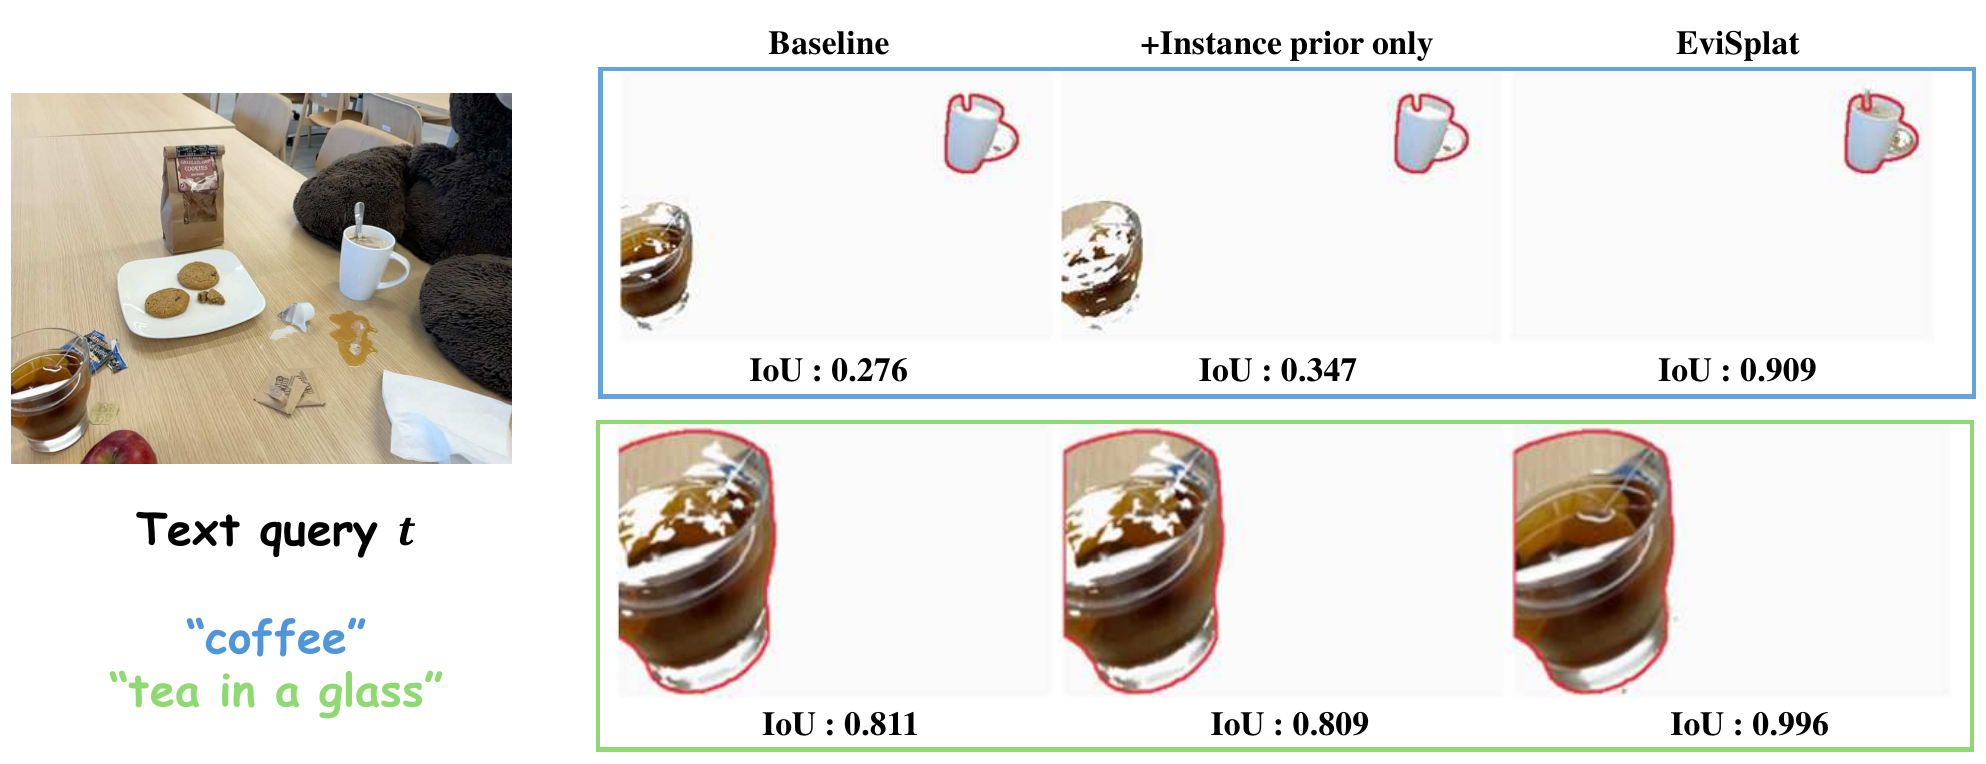 Baseline
+Instance prior only
EviSplat
IoU : 0.276
IoU : 0.347
IoU : 0.909
Text query t
“coffee”
“tea in a glass”
IoU : 0.811
IoU : 0.809
IoU : 0.996
COOKIES